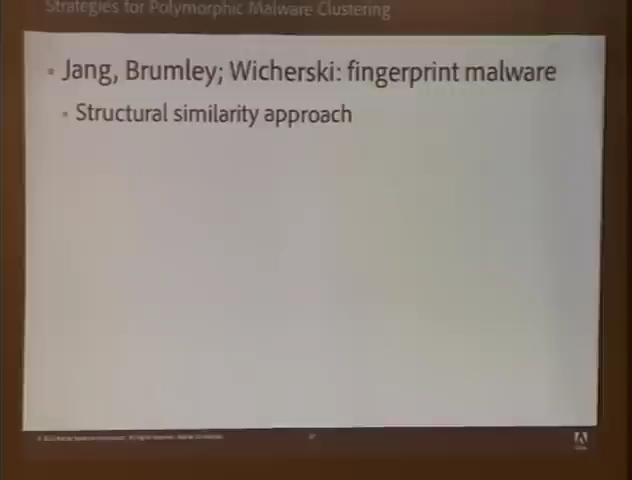 Strategies for Polymorphic Malware Clustering
Jang, Brumley; Wicherski: fingerprint malware
Structural similarity approach